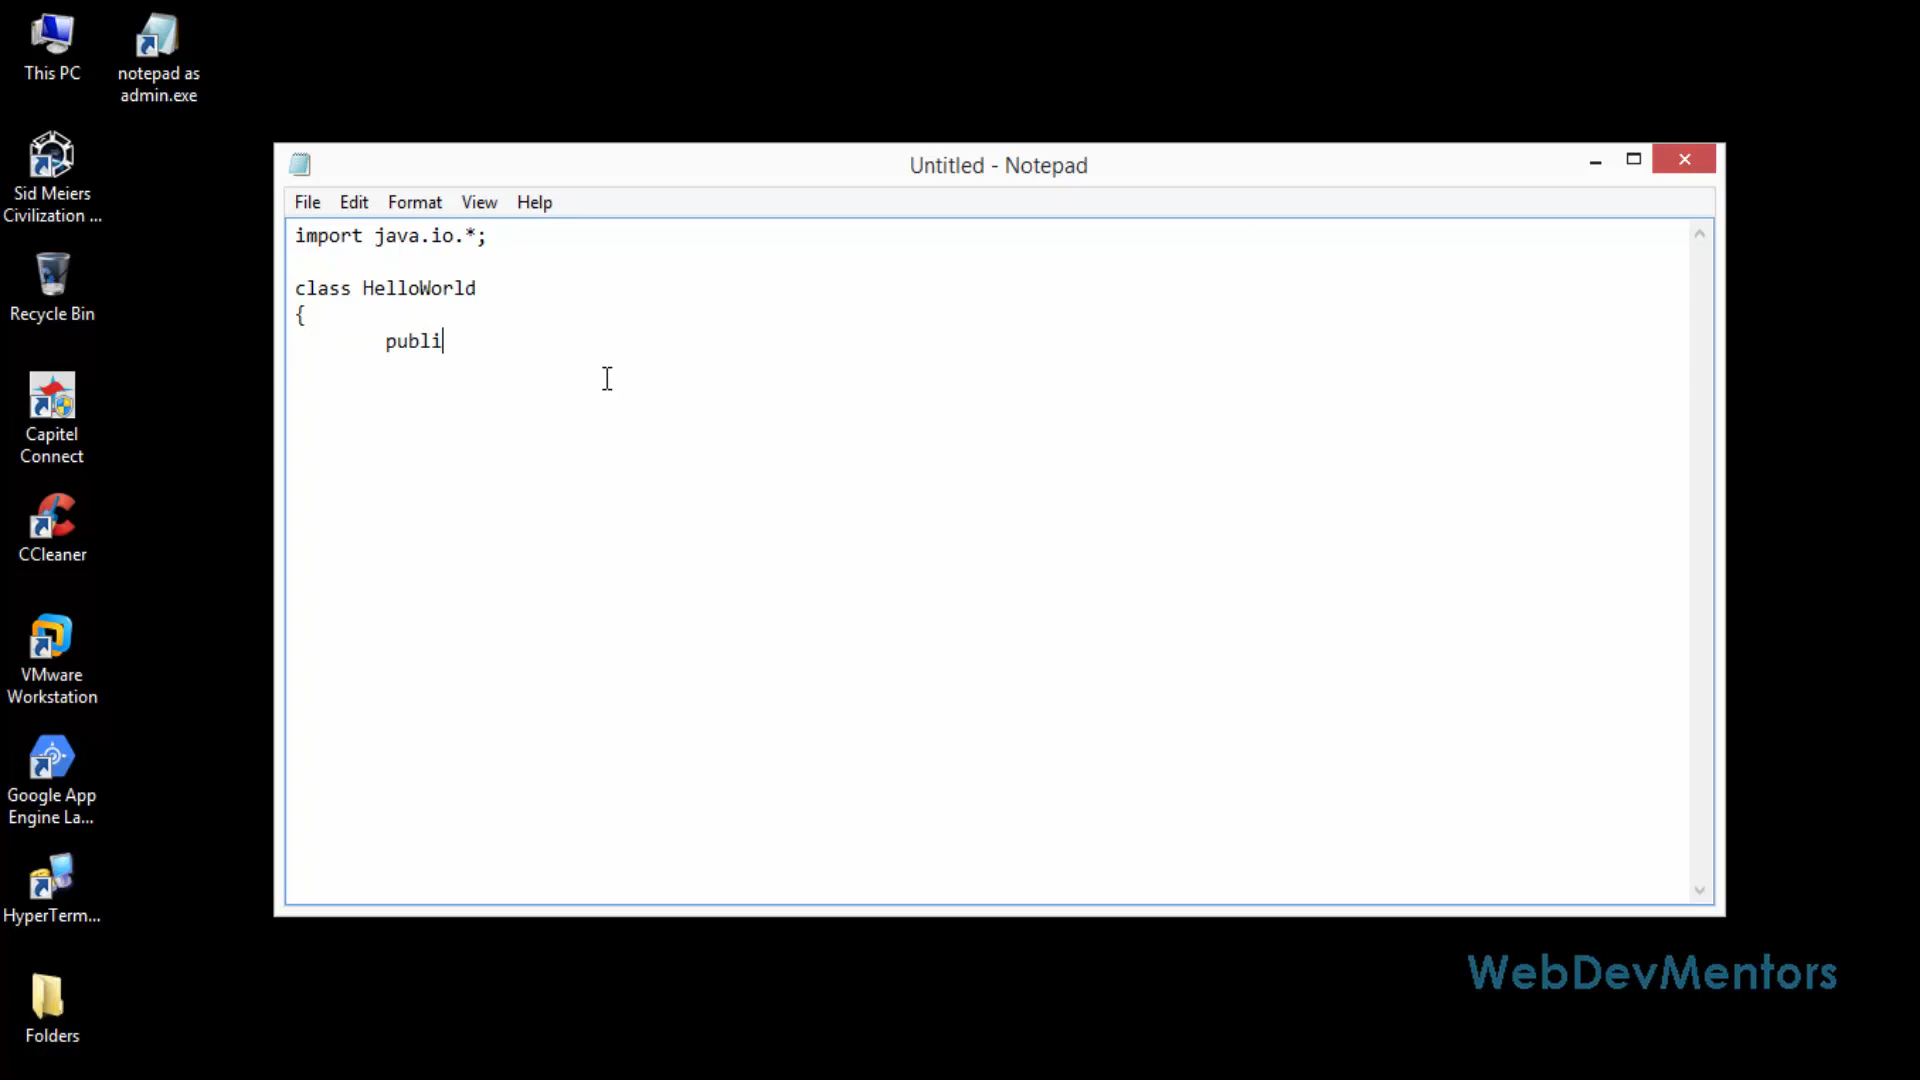 This PC
notepad as
admin.exe
Sid Meiers
Civilization ...
Recycle Bin
Capitel
Connect
CCleaner
VMware
Workstation
Google App
Engine La...
HyperTerm...
Folders
Untitled - Notepad
File Edit Format View Help
import java.io.*;
class HelloWorld
{
publi
WebDevMentors